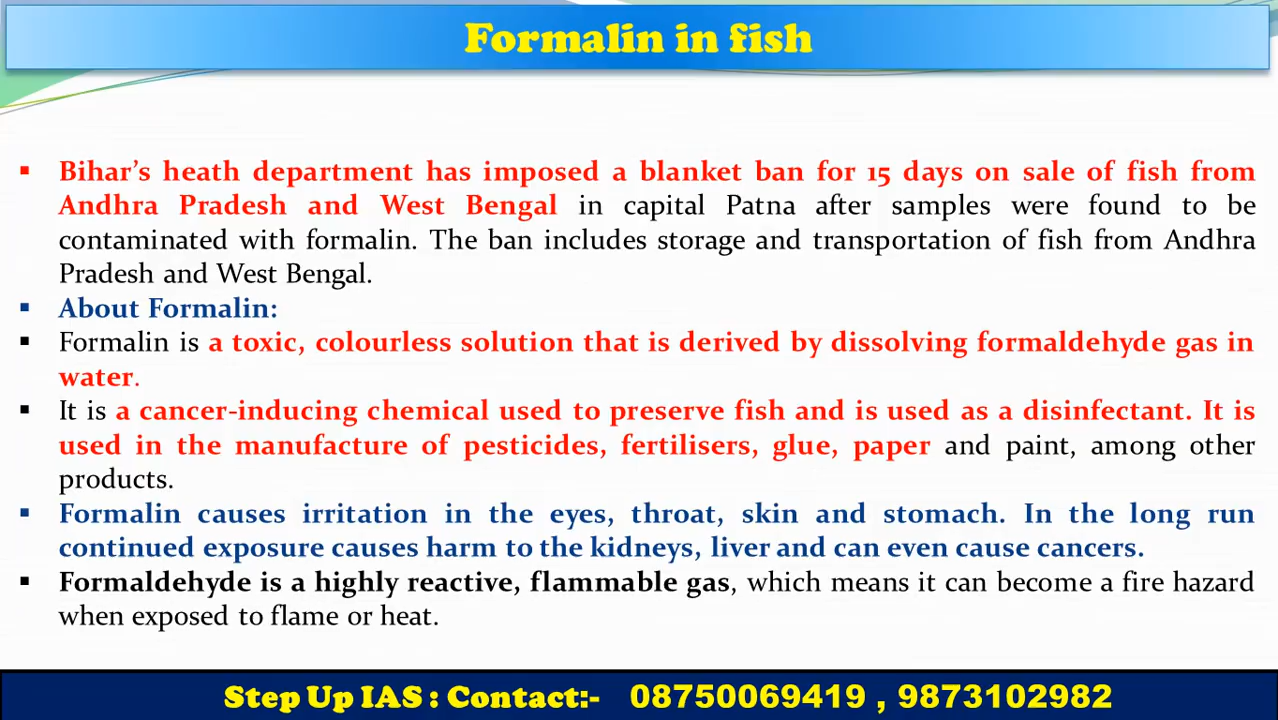 Formalin in fish
▪ Bihar's heath department has imposed a blanket ban for 15 days on sale of fish from
Andhra Pradesh and West Bengal in capital Patna after samples were found to be
contaminated with formalin. The ban includes storage and transportation of fish from Andhra
Pradesh and West Bengal.
▪ About Formalin:
▪ Formalin is a toxic, colourless solution that is derived by dissolving formaldehyde gas in
water.
▪ It is a cancer-inducing chemical used to preserve fish and is used as a disinfectant. It is
used in the manufacture of pesticides, fertilisers, glue, paper and paint, among other
products.
▪ Formalin causes irritation in the eyes, throat, skin and stomach. In the long run
continued exposure causes harm to the kidneys, liver and can even cause cancers.
▪ Formaldehyde is a highly reactive, flammable gas, which means it can become a fire hazard
when exposed to flame or heat.
Step Up IAS : Contact:- 08750069419 , 9873102982